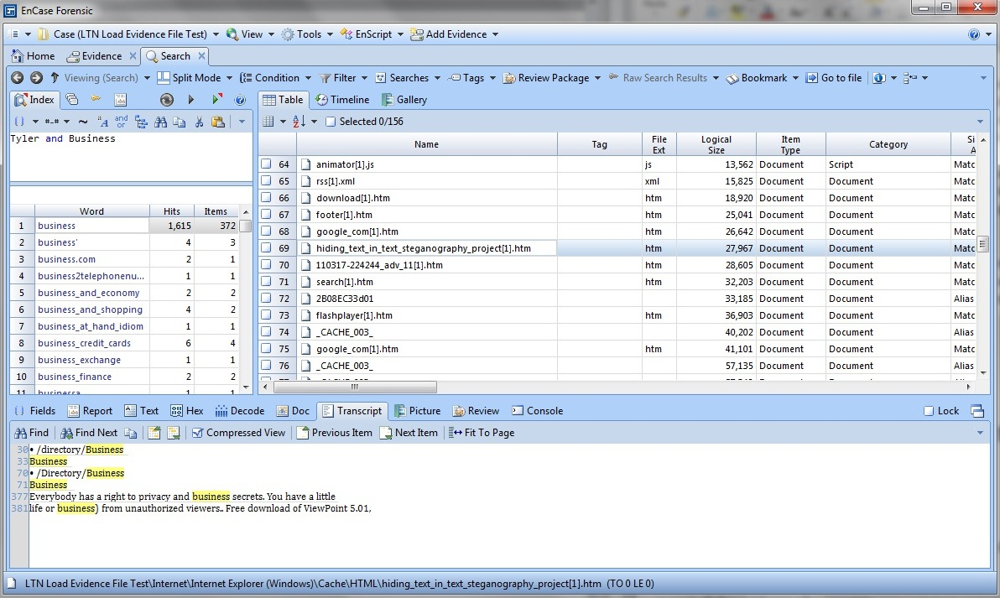 EnCase Forensic
Case (LTN Load Evidence File Test) View Tools EnScript Add Evidence
Home Evidence Search
Viewing (Search) Split Mode Condition Filter Searches Tags Review Package Raw Search Results Bookmark Go to file
Index
and or
Tyler and Business
Word Hits Items
1 business 1,615 372
2 business' 4 3
3 business.com 2 1
4 business2telephonenu... 1 1
5 business_and_economy 2 2
6 business_and_shopping 4 2
7 business_at_hand_idiom 1 1
8 business_credit_cards 6 4
9 business_exchange 1 1
10 business_finance 2 2
11 businessa 1 1
Table Timeline Gallery
Selected 0/156
Name Tag File Ext Logical Size Item Type Category Si A
64 animator[1].js js 13,562 Document Script Matc
65 rss[1].xml xml 15,825 Document Document Matc
66 download[1].htm htm 18,920 Document Document Matc
67 footer[1].htm htm 25,041 Document Document Matc
68 google_com[1].htm htm 26,642 Document Document Matc
69 hiding_text_in_text_steganography_project[1].htm htm 27,967 Document Document Matc
70 110317-224244_adv_11[1].htm htm 28,605 Document Document Matc
71 search[1].htm htm 32,203 Document Document Matc
72 2B08EC33d01 33,185 Document Document Alias
73 flashplayer[1].htm htm 36,903 Document Document Matc
74 _CACHE_003_ 40,202 Document Document Alias
75 google_com[1].htm htm 41,101 Document Document Matc
76 _CACHE_003_ 57,135 Document Document Alias
Fields Report Text Hex Decode Doc Transcript Picture Review Console Lock
Find Find Next Compressed View Previous Item Next Item Fit To Page
30 • /directory/Business
33 Business
70 • /Directory/Business
71 Business
377 Everybody has a right to privacy and business secrets. You have a little
381 life or business) from unauthorized viewers.. Free download of ViewPoint 5.01,
LTN Load Evidence File Test\Internet\Internet Explorer (Windows)\Cache\HTML\hiding_text_in_text_steganography_project[1].htm (TO 0 LE 0)